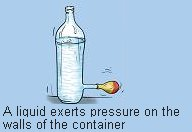 A liquid exerts pressure on the
walls of the container